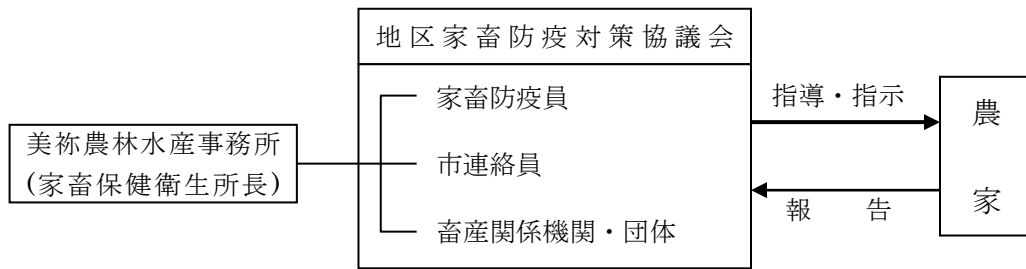 地区家畜防疫対策協議会
家畜防疫員
市連絡員
畜産関係機関・団体
美祢農林水産事務所
(家畜保健衛生所長)
指導・指示
報　告
農
家